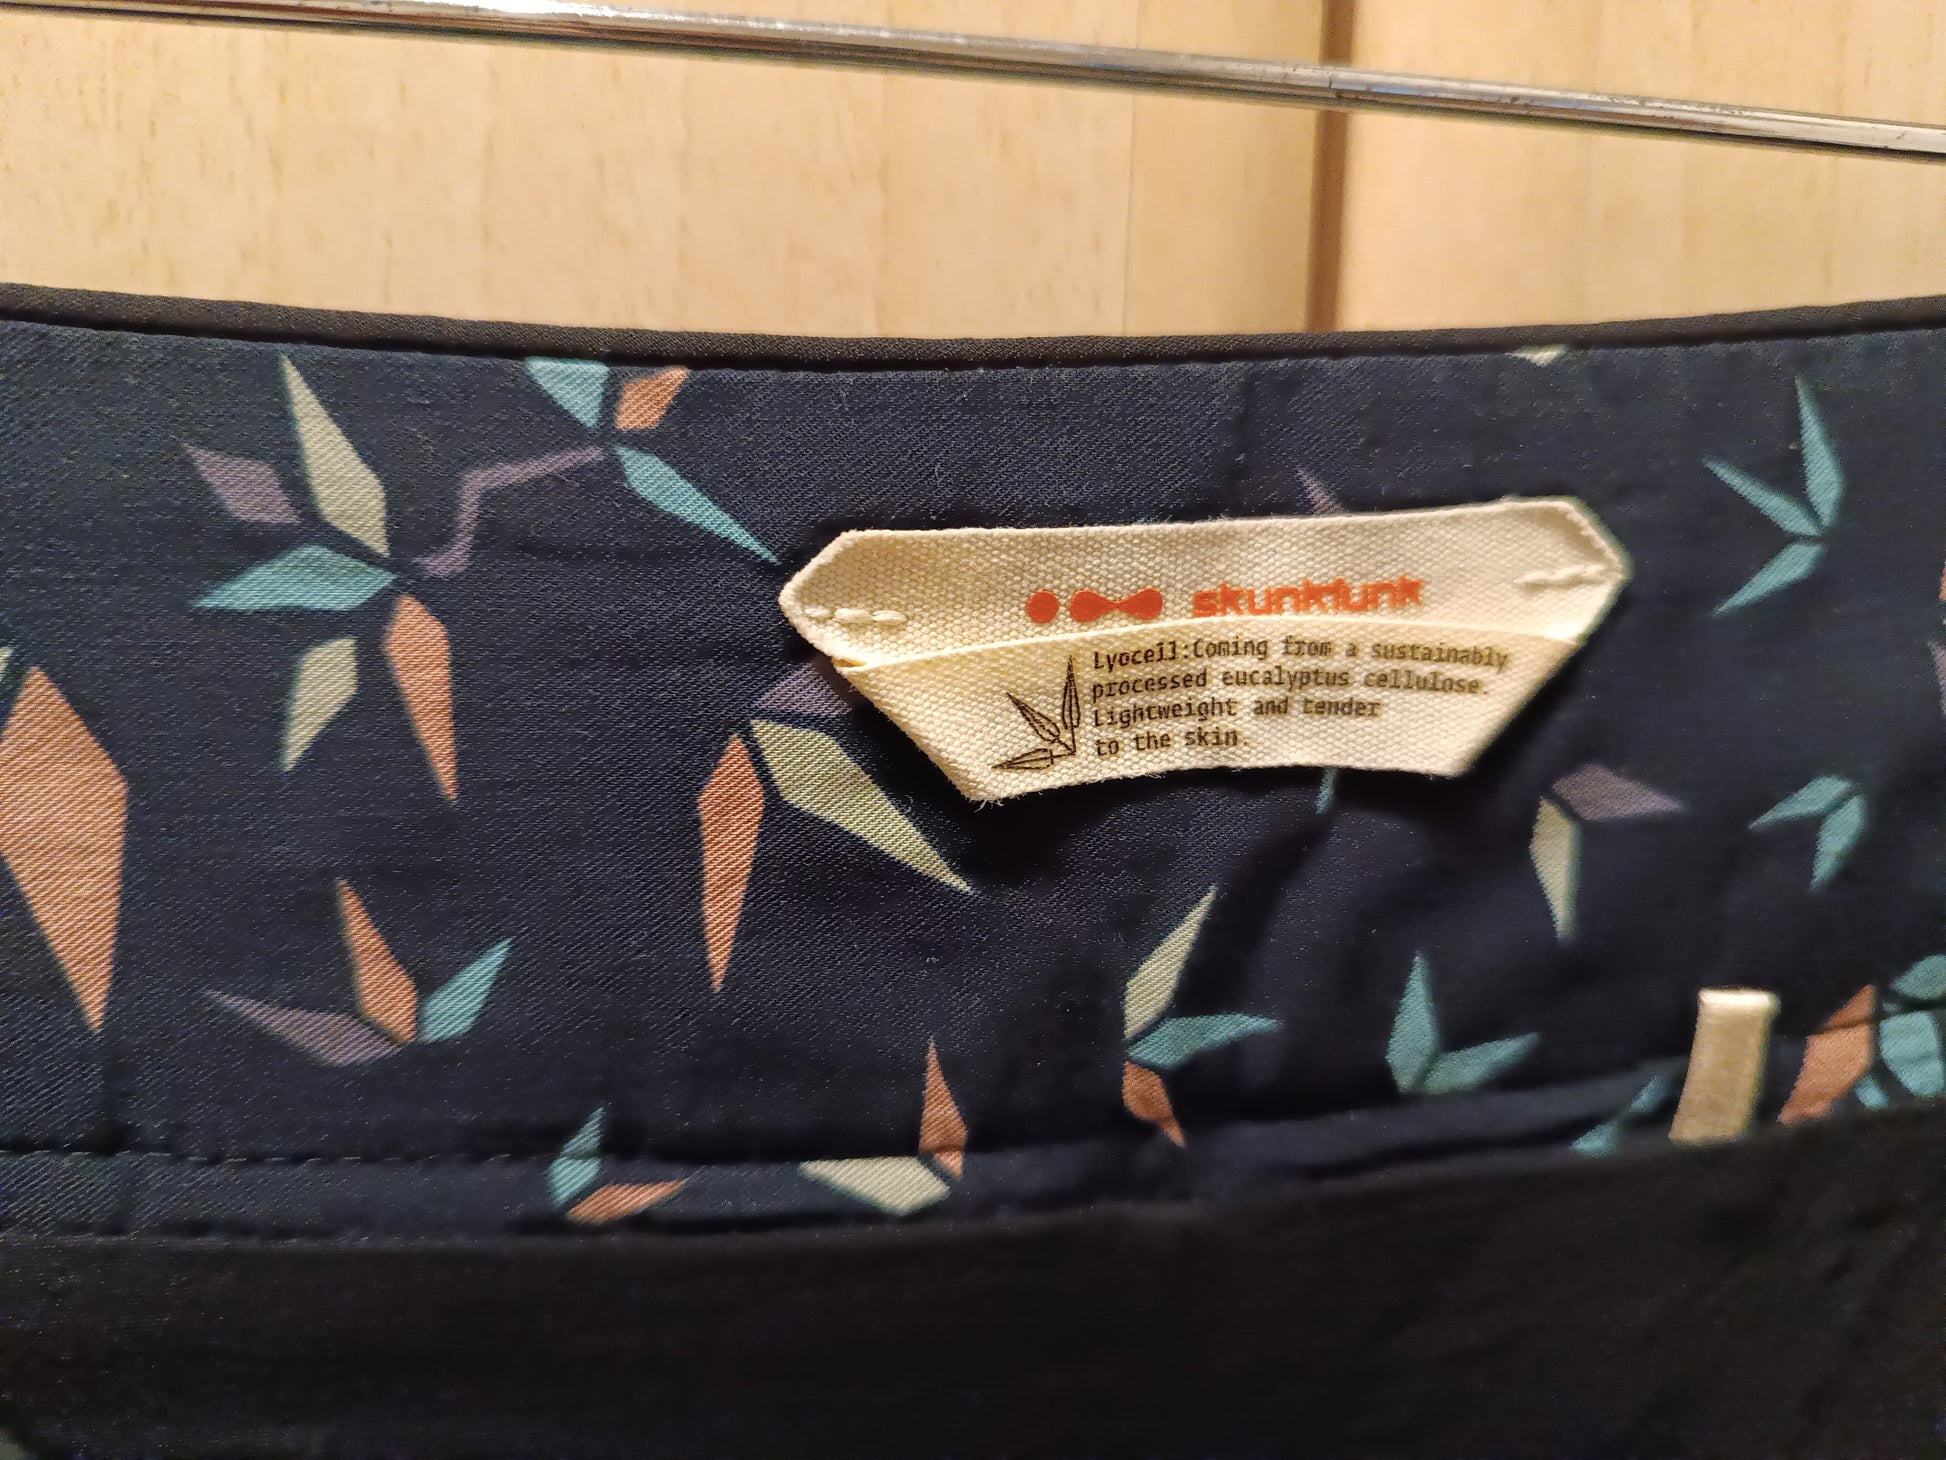 skunkfunk
Lyocell:Coming from a sustainably
processed eucalyptus cellulose.
Lightweight and tender
to the skin.